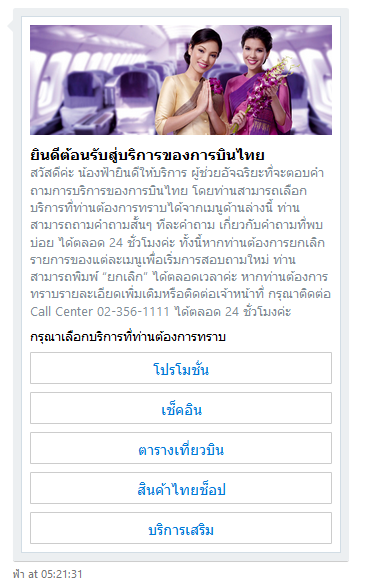 ยินดีต้อนรับสู่บริการของการบินไทย
สวัสดีค่ะ น้องฟ้ายินดีให้บริการ ผู้ช่วยอัจฉริยะที่จะตอบคำ
ถามการบริการของการบินไทย โดยท่านสามารถเลือก
บริการที่ท่านต้องการทราบได้จากเมนูด้านล่างนี้ ท่าน
สามารถถามคำถามสั้นๆ ทีละคำถาม เกี่ยวกับคำถามที่พบ
บ่อย ได้ตลอด 24 ชั่วโมงค่ะ ทั้งนี้หากท่านต้องการยกเลิก
รายการของแต่ละเมนูเพื่อเริ่มการสอบถามใหม่ ท่าน
สามารถพิมพ์ “ยกเลิก” ได้ตลอดเวลาค่ะ หากท่านต้องการ
ทราบรายละเอียดเพิ่มเติมหรือติดต่อเจ้าหน้าที่ กรุณาติดต่อ
Call Center 02-356-1111 ได้ตลอด 24 ชั่วโมงค่ะ
กรุณาเลือกบริการที่ท่านต้องการทราบ
โปรโมชั่น
เช็คอิน
ตารางเที่ยวบิน
สินค้าไทยช็อป
บริการเสริม
ฟ้า at 05:21:31